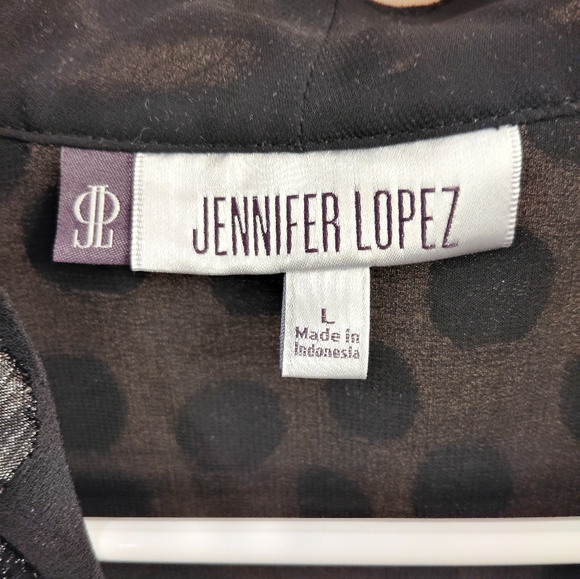 JL
JENNIFER LOPEZ
L
Made in
Indonesia